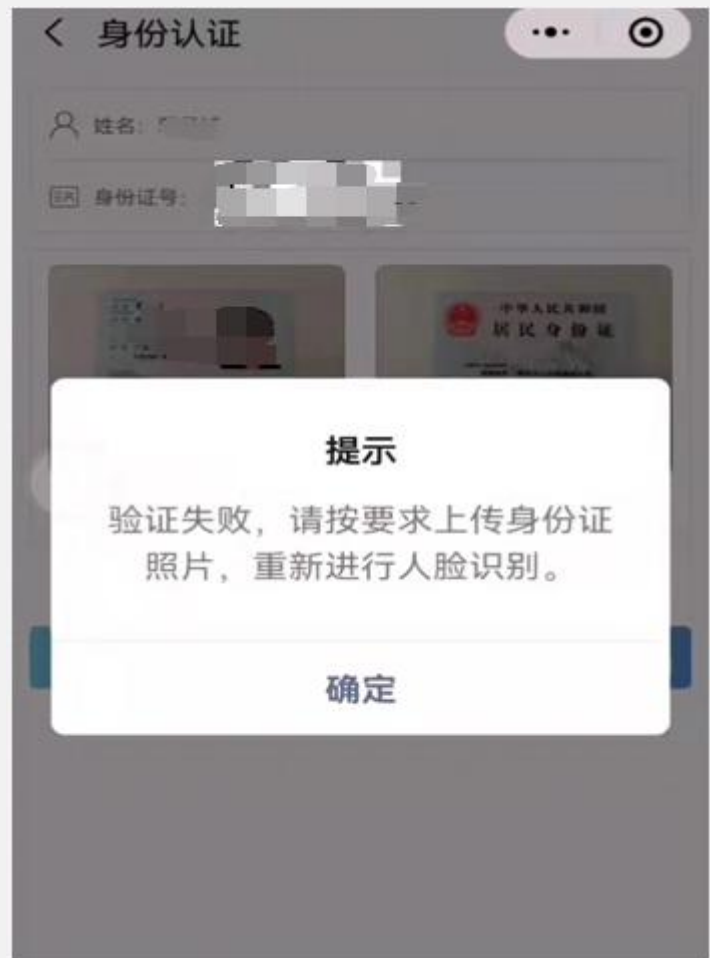 身份认证
姓名：
身份证号：
中华人民共和国
居民身份证
提示
验证失败，请按要求上传身份证
照片，重新进行人脸识别。
确定